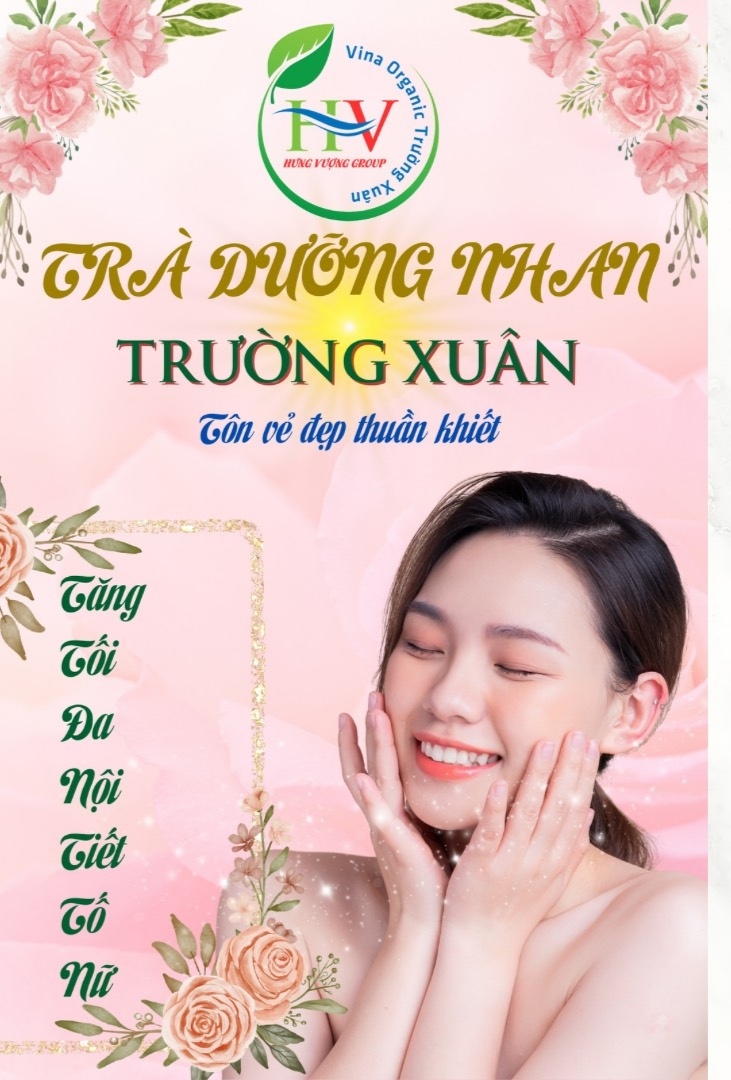 Vina Organic Trường Xuân
HV
HƯNG VƯỢNG GROUP
TRÀ DƯỠNG NHAN
TRƯỜNG XUÂN
Tôn vẻ đẹp thuần khiết
Tăng
Tối
Đa
Nội
Tiết
Tố
Nữ